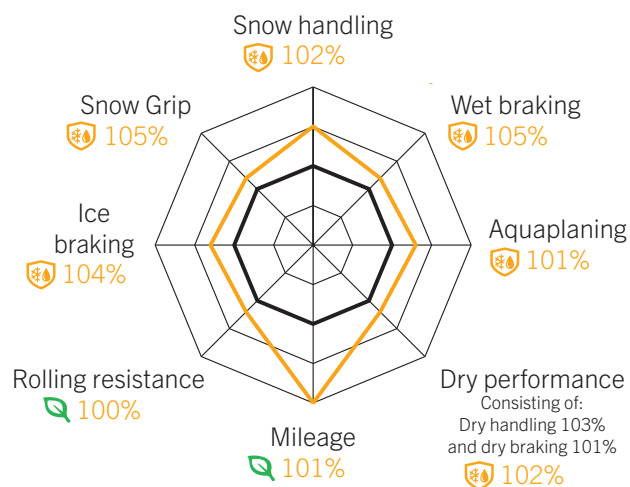 Snow handling
102%
Snow Grip
105%
Wet braking
105%
Ice
braking
104%
Aquaplaning
101%
Rolling resistance
100%
Mileage
101%
Dry performance
Consisting of:
Dry handling 103%
and dry braking 101%
102%